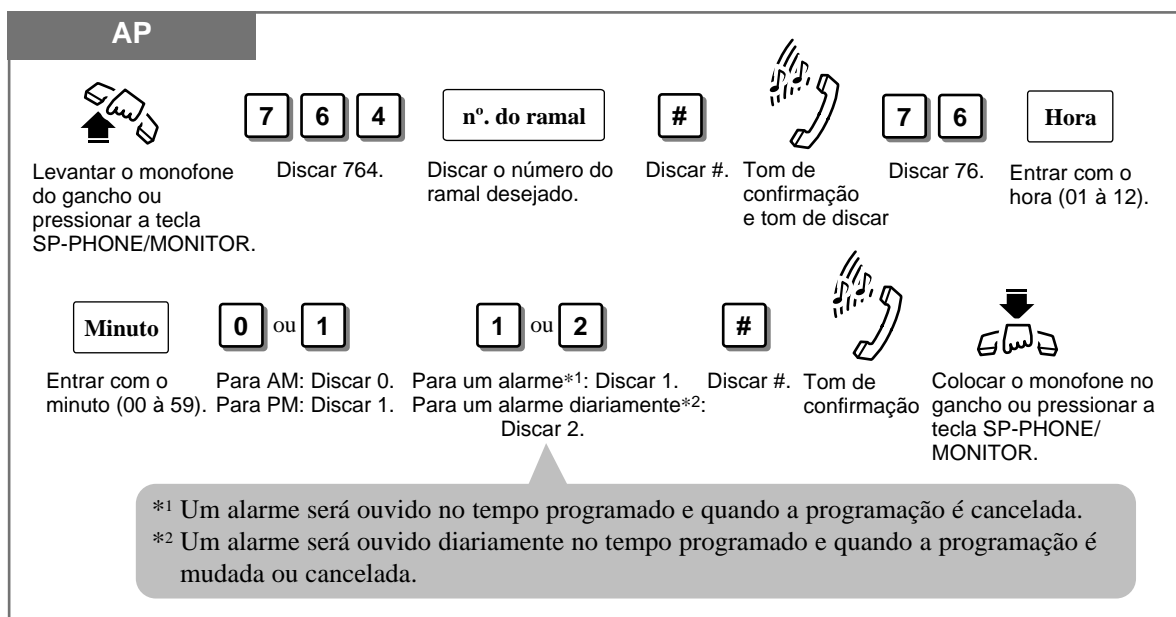 AP
7 6 4 nº. do ramal # 7 6 Hora
Levantar o monofone
do gancho ou
pressionar a tecla
SP-PHONE/MONITOR.
Discar 764.
Discar o número do
ramal desejado.
Discar #.
Tom de
confirmação
e tom de discar
Discar 76.
Entrar com o
hora (01 à 12).
Minuto 0 ou 1 1 ou 2 #
Entrar com o
minuto (00 à 59).
Para AM: Discar 0.
Para PM: Discar 1.
Para um alarme*1: Discar 1.
Para um alarme diariamente*2:
Discar 2.
Discar #.
Tom de
confirmação
Colocar o monofone no
gancho ou pressionar a
tecla SP-PHONE/
MONITOR.
*1 Um alarme será ouvido no tempo programado e quando a programação é cancelada.
*2 Um alarme será ouvido diariamente no tempo programado e quando a programação é
mudada ou cancelada.